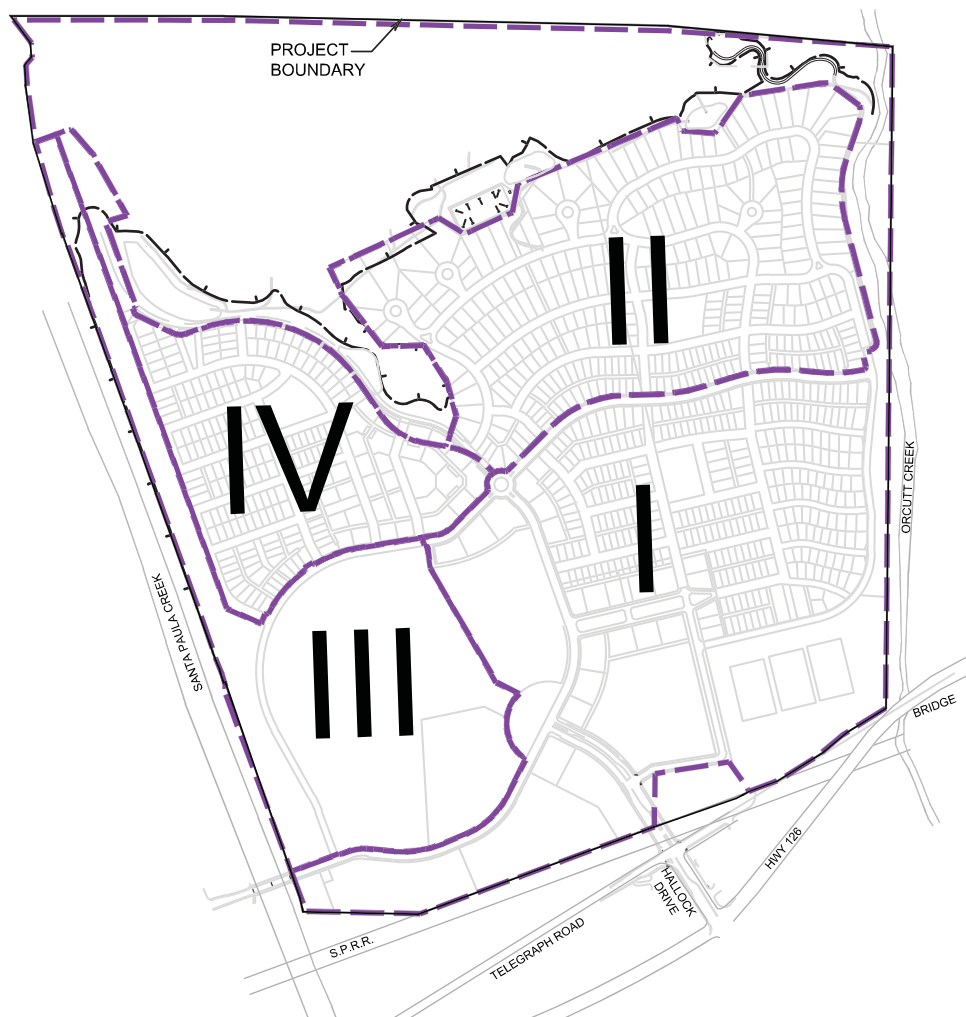 PROJECT
BOUNDARY
II
IV
I
III
ORCUTT CREEK
SANTA PAULA CREEK
BRIDGE
HWY 126
HALLOCK
DRIVE
S.P.R.R.
TELEGRAPH ROAD